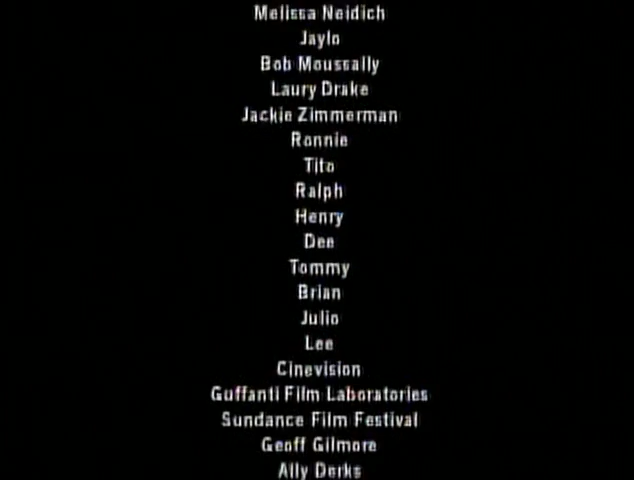 Melissa Neidich
Jaylo
Bob Moussally
Laury Drake
Jackie Zimmerman
Ronnie
Tito
Ralph
Henry
Dee
Tommy
Brian
Julio
Lee
Cinevision
Guffanti Film Laboratories
Sundance Film Festival
Geoff Gilmore
Ally Derks